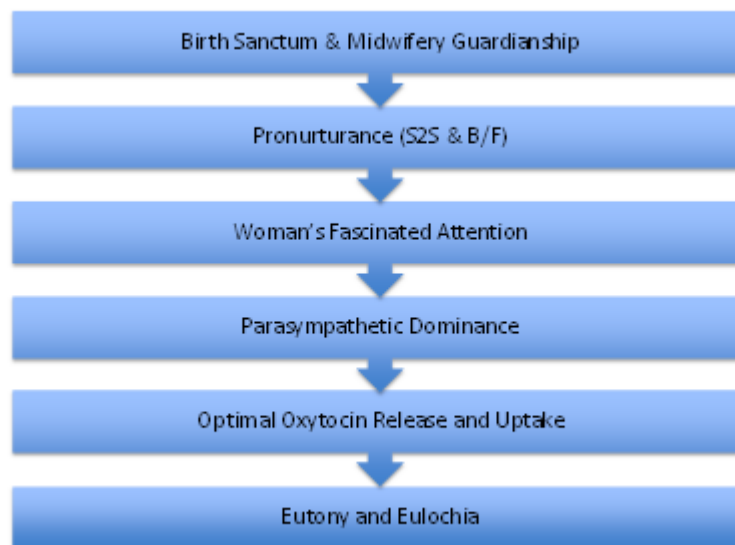 Birth Sanctum & Midwifery Guardianship
Pronurturance (S2S & B/F)
Woman's Fascinated Attention
Parasympathetic Dominance
Optimal Oxytocin Release and Uptake
Eutony and Eulochia